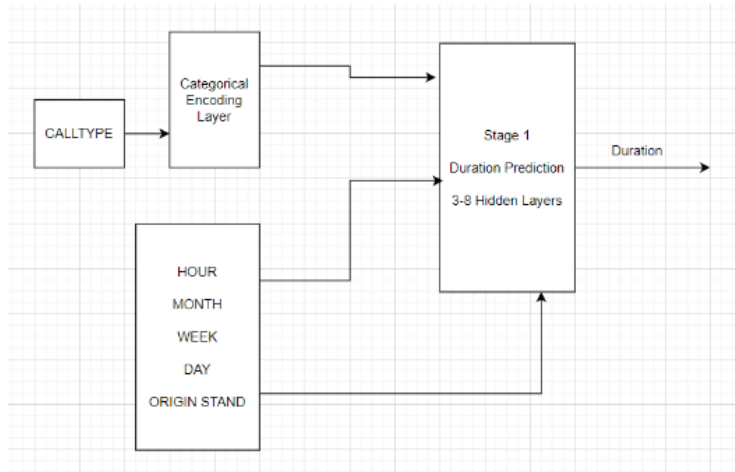 CALLTYPE
Categorical
Encoding
Layer
HOUR
MONTH
WEEK
DAY
ORIGIN STAND
Stage 1
Duration Prediction
3-8 Hidden Layers
Duration